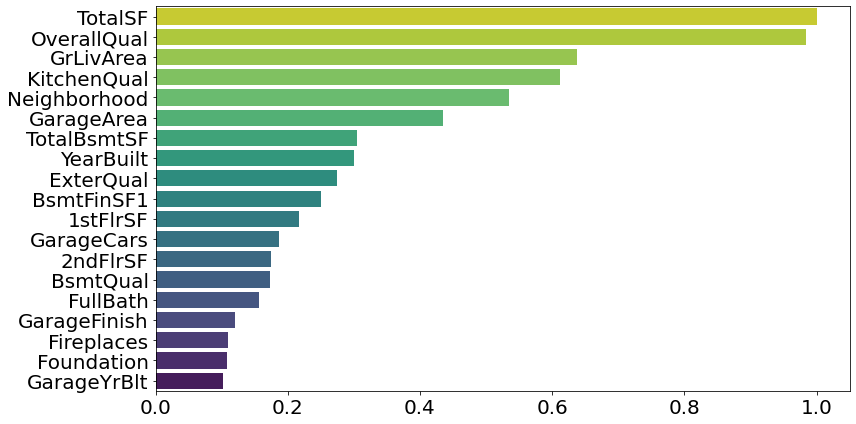 TotalSF
OverallQual
GrLivArea
KitchenQual
Neighborhood
GarageArea
TotalBsmtSF
YearBuilt
ExterQual
BsmtFinSF1
1stFlrSF
GarageCars
2ndFlrSF
BsmtQual
FullBath
GarageFinish
Fireplaces
Foundation
GarageYrBlt
0.0 0.2 0.4 0.6 0.8 1.0